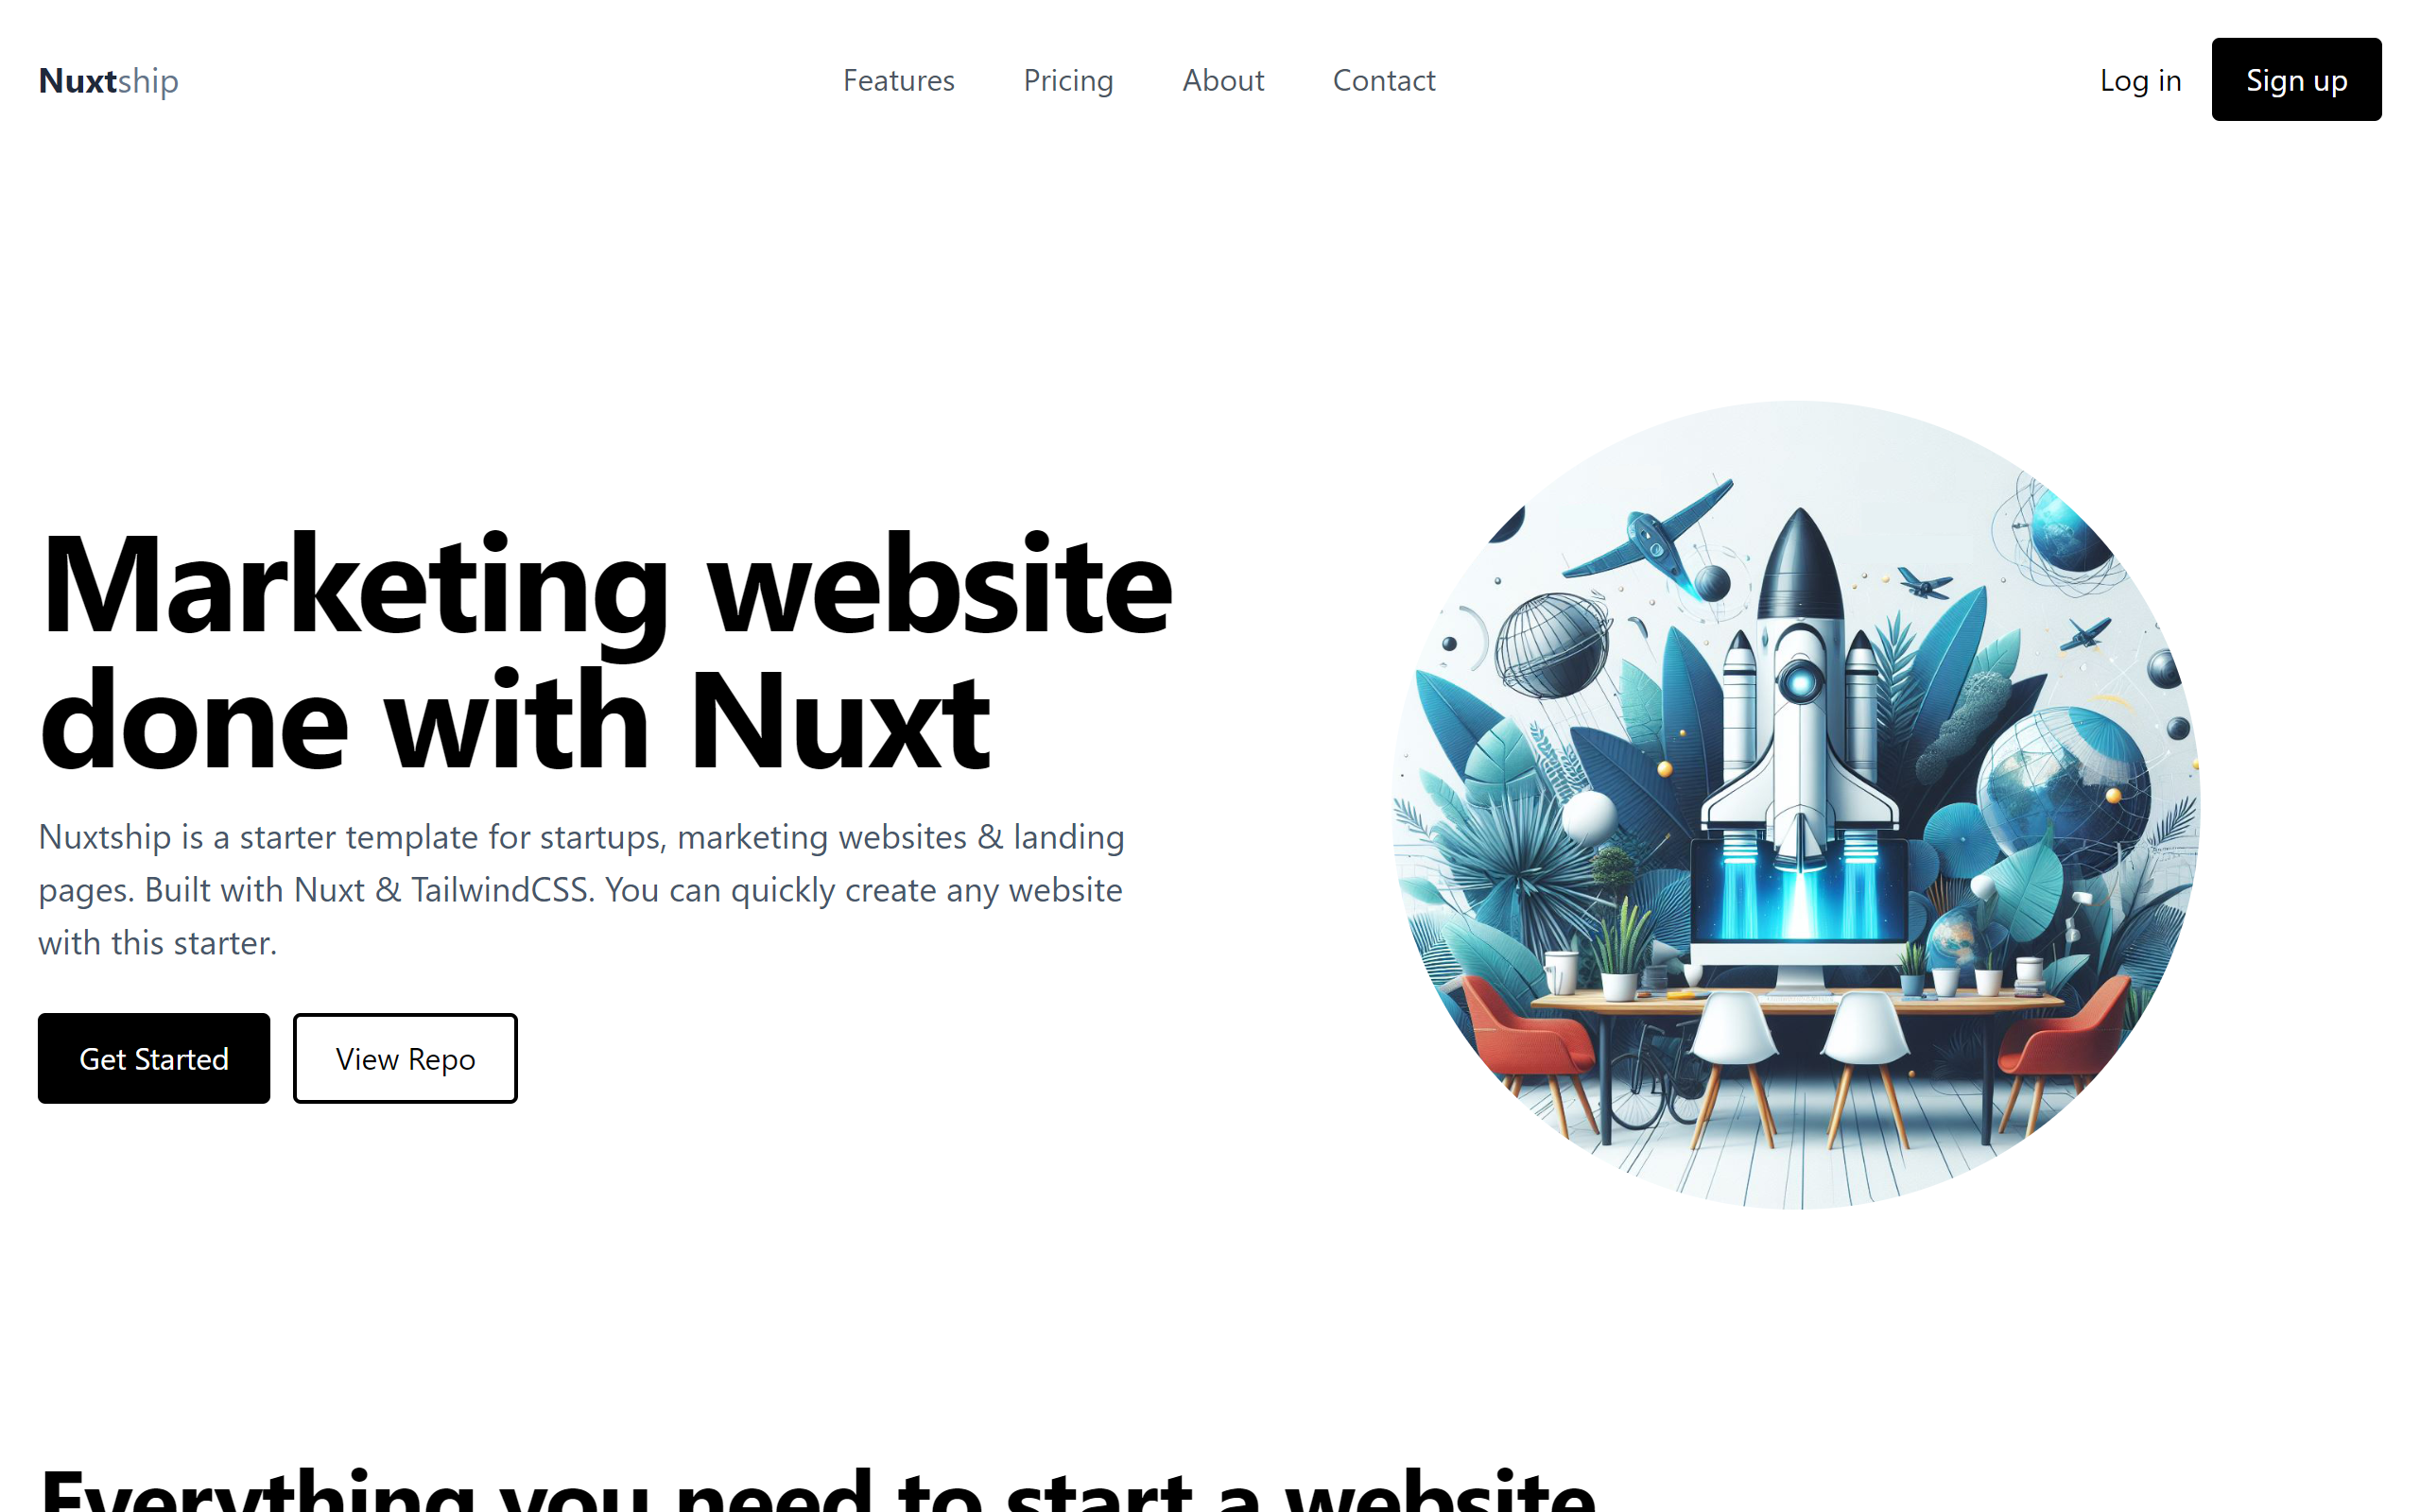 Nuxtship
Features
Pricing
About
Contact
Log in
Sign up
Marketing website
done with Nuxt
Nuxtship is a starter template for startups, marketing websites & landing
pages. Built with Nuxt & TailwindCSS. You can quickly create any website
with this starter.
Get Started
View Repo
Everything you need to start a website